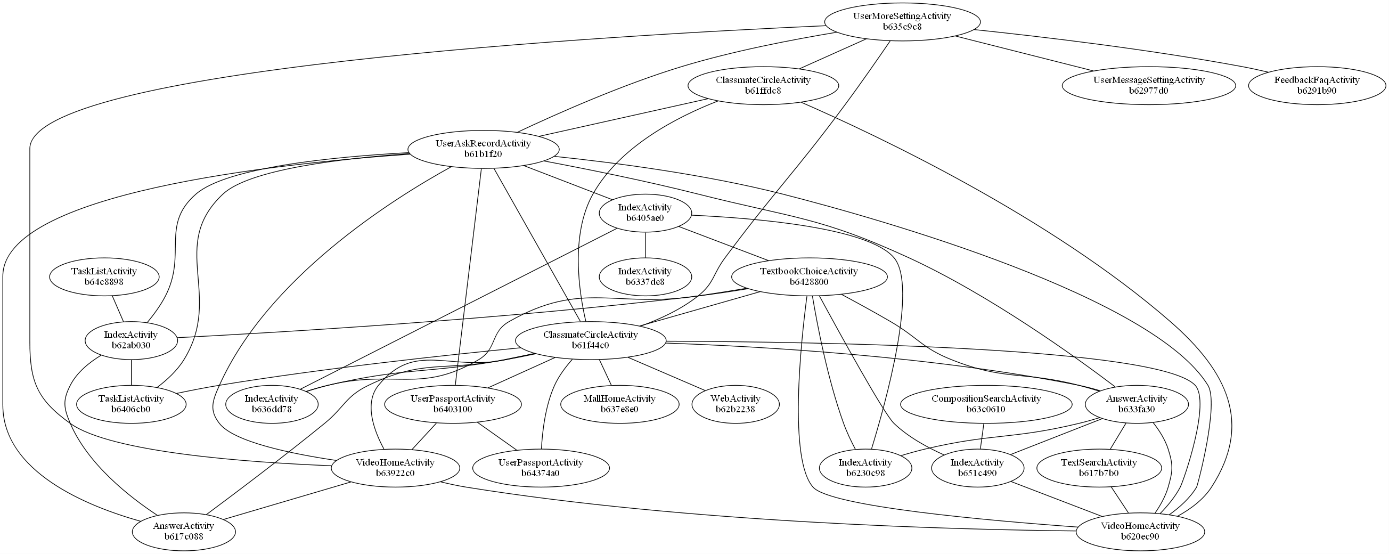 UserMoreSettingActivity
b635c9c8
ClassmateCircleActivity
b61ffdc8
UserMessageSettingActivity
b62977d0
FeedbackFaqActivity
b6291b90
UserAskRecordActivity
b61b1f20
IndexActivity
b6405ae0
TaskListActivity
b64c8898
IndexActivity
b6337dc8
TextbookChoiceActivity
b6428800
IndexActivity
b62ab030
ClassmateCircleActivity
b61f44c0
TaskListActivity
b6406cb0
IndexActivity
b636dd78
UserPassportActivity
b6403100
MallHomeActivity
b637e8e0
WebActivity
b62b2238
CompositionSearchActivity
b63c0610
AnswerActivity
b633fa30
VideoHomeActivity
b63922c0
UserPassportActivity
b64374a0
IndexActivity
b6230c98
IndexActivity
b651c490
TextSearchActivity
b617b7b0
AnswerActivity
b617c088
VideoHomeActivity
b620ec90